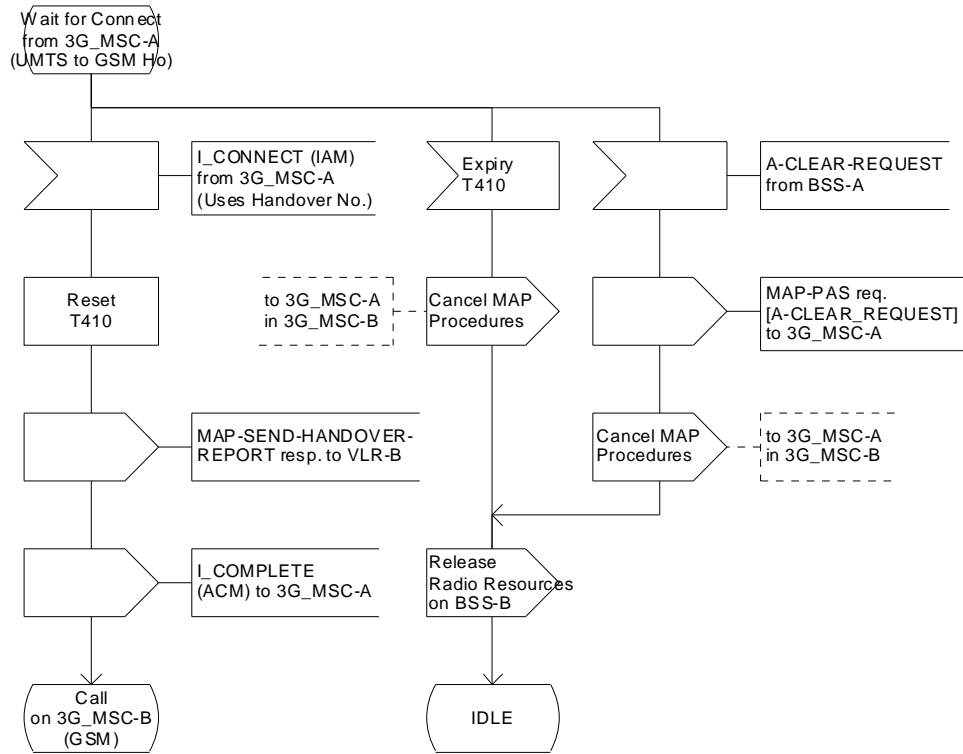 Wait for Connect
from 3G_MSC-A
(UMTS to GSM Ho)
I_CONNECT (IAM)
from 3G_MSC-A
(Uses Handover No.)
Expiry
T410
A-CLEAR-REQUEST
from BSS-A
Reset
T410
to 3G_MSC-A
in 3G_MSC-B
Cancel MAP
Procedures
MAP-PAS req.
[A-CLEAR_REQUEST]
to 3G_MSC-A
MAP-SEND-HANDOVER-
REPORT resp. to VLR-B
Cancel MAP
Procedures
to 3G_MSC-A
in 3G_MSC-B
I_COMPLETE
(ACM) to 3G_MSC-A
Release
Radio Resources
on BSS-B
Call
on 3G_MSC-B
(GSM)
IDLE